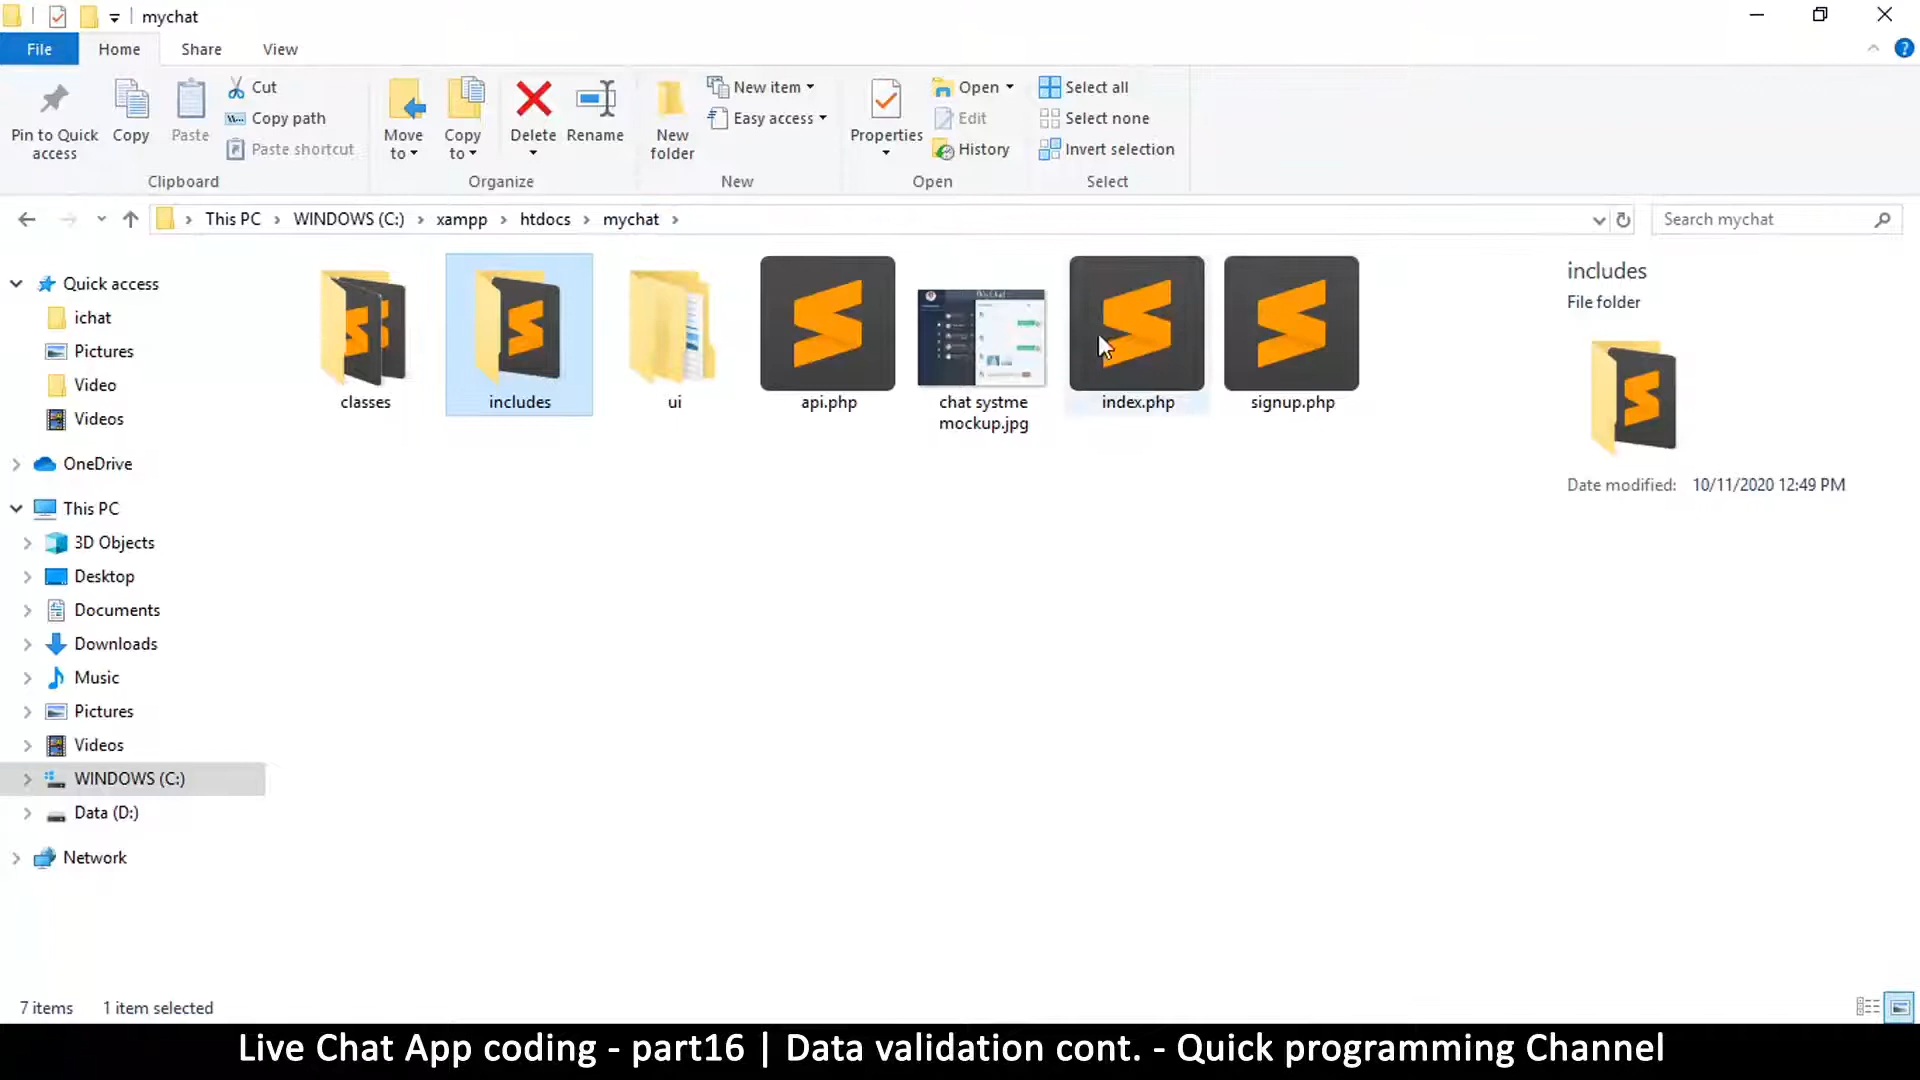 mychat
File
Home
Share
View
Pin to Quick access
Copy
Paste
Cut
Copy path
Paste shortcut
Clipboard
Move to
Copy to
Delete
Rename
Organize
New folder
New item
Easy access
New
Properties
Open
Edit
History
Open
Select all
Select none
Invert selection
Select
This PC
WINDOWS (C:)
xampp
htdocs
mychat
Search mychat
Quick access
ichat
Pictures
Video
Videos
OneDrive
This PC
3D Objects
Desktop
Documents
Downloads
Music
Pictures
Videos
WINDOWS (C:)
Data (D:)
Network
classes
includes
ui
api.php
chat systme
mockup.jpg
index.php
signup.php
includes
File folder
Date modified: 10/11/2020 12:49 PM
7 items
1 item selected
Live Chat App coding - part16 | Data validation cont. - Quick programming Channel